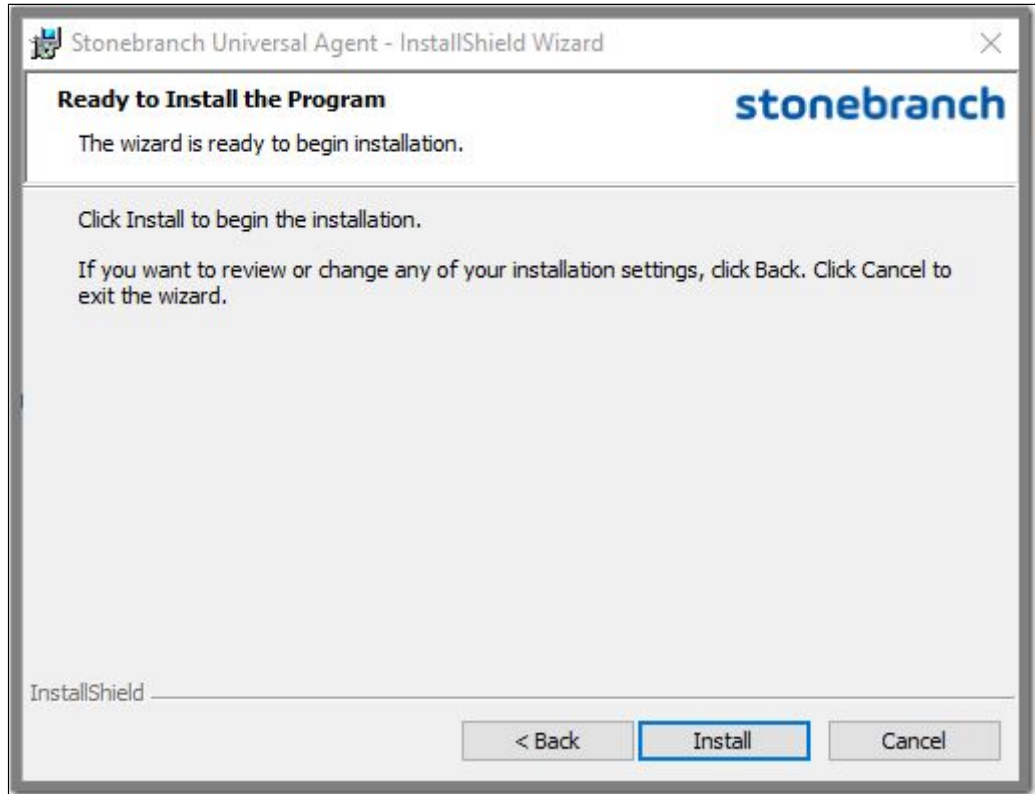 Stonebranch Universal Agent - InstallShield Wizard
Ready to Install the Program
stonebranch
The wizard is ready to begin installation.
Click Install to begin the installation.
If you want to review or change any of your installation settings, click Back. Click Cancel to
exit the wizard.
InstallShield
< Back
Install
Cancel